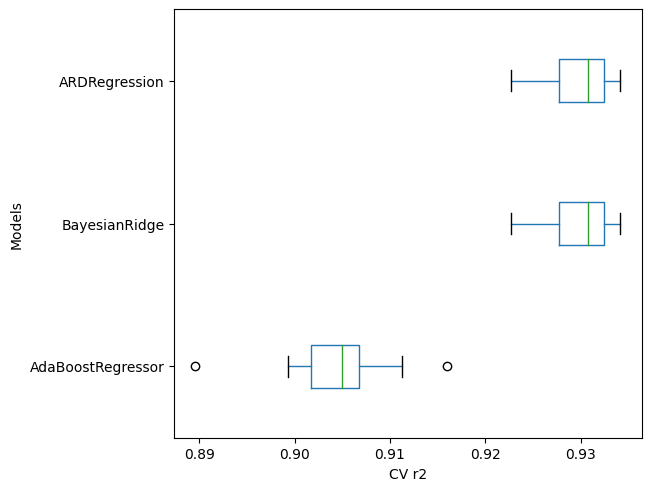 ARDRegression
BayesianRidge
AdaBoostRegressor
Models
0.89 0.90 0.91 0.92 0.93
CV r2